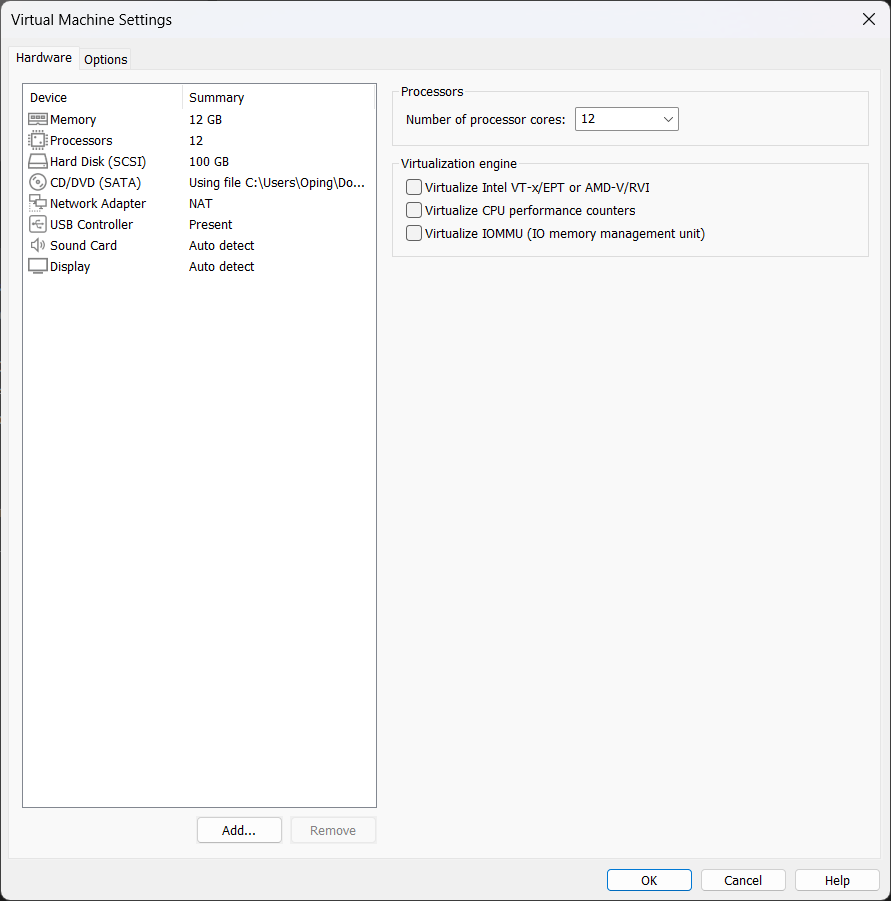 Virtual Machine Settings
Hardware
Options
Device Summary
Memory 12 GB
Processors 12
Hard Disk (SCSI) 100 GB
CD/DVD (SATA) Using file C:\Users\Oping\Do...
Network Adapter NAT
USB Controller Present
Sound Card Auto detect
Display Auto detect
Add...
Remove
Processors
Number of processor cores: 12
Virtualization engine
Virtualize Intel VT-x/EPT or AMD-V/RVI
Virtualize CPU performance counters
Virtualize IOMMU (IO memory management unit)
OK
Cancel
Help